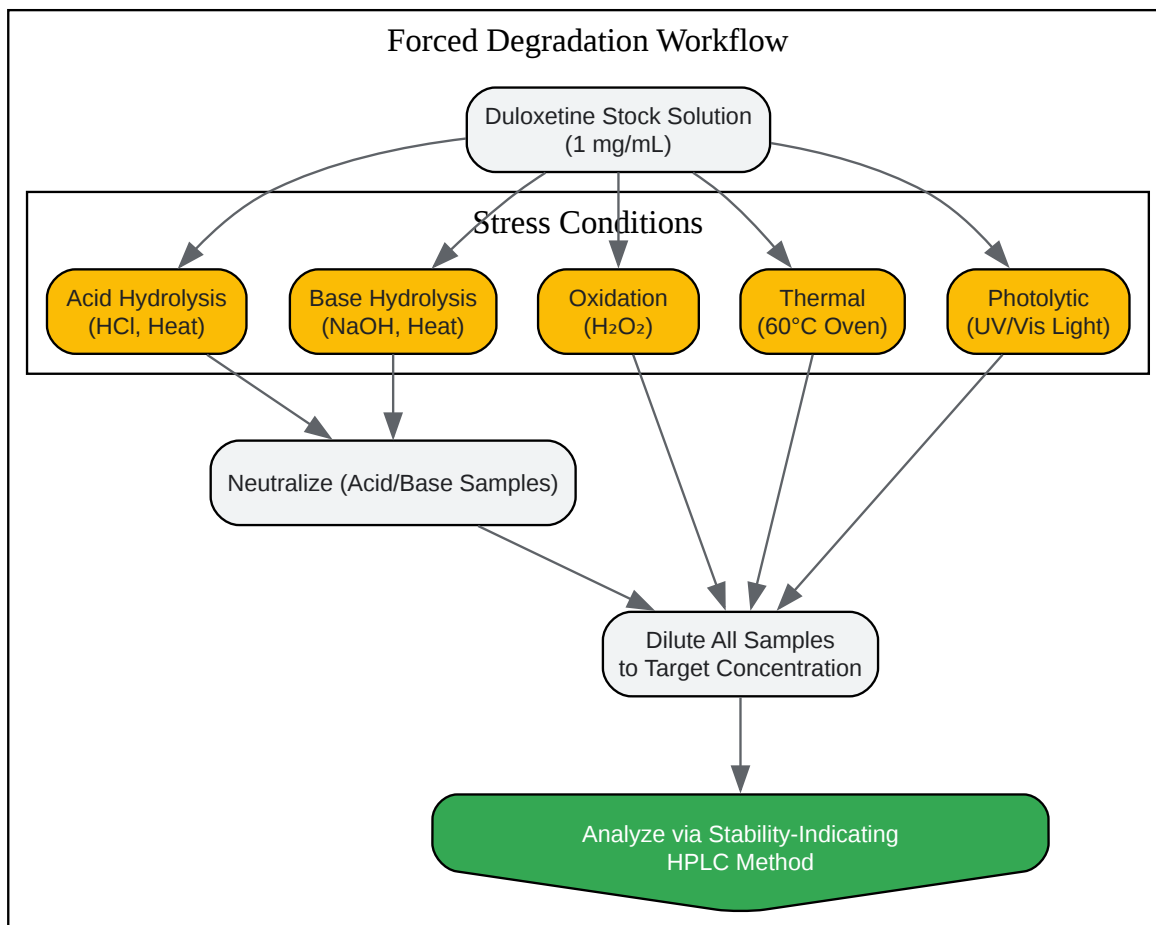 Forced Degradation Workflow
Duloxetine Stock Solution
(1 mg/mL)
Stress Conditions
Acid Hydrolysis
(HCl, Heat)
Base Hydrolysis
(NaOH, Heat)
Oxidation
(H₂O₂)
Thermal
(60°C Oven)
Photolytic
(UV/Vis Light)
Neutralize (Acid/Base Samples)
Dilute All Samples
to Target Concentration
Analyze via Stability-Indicating
HPLC Method